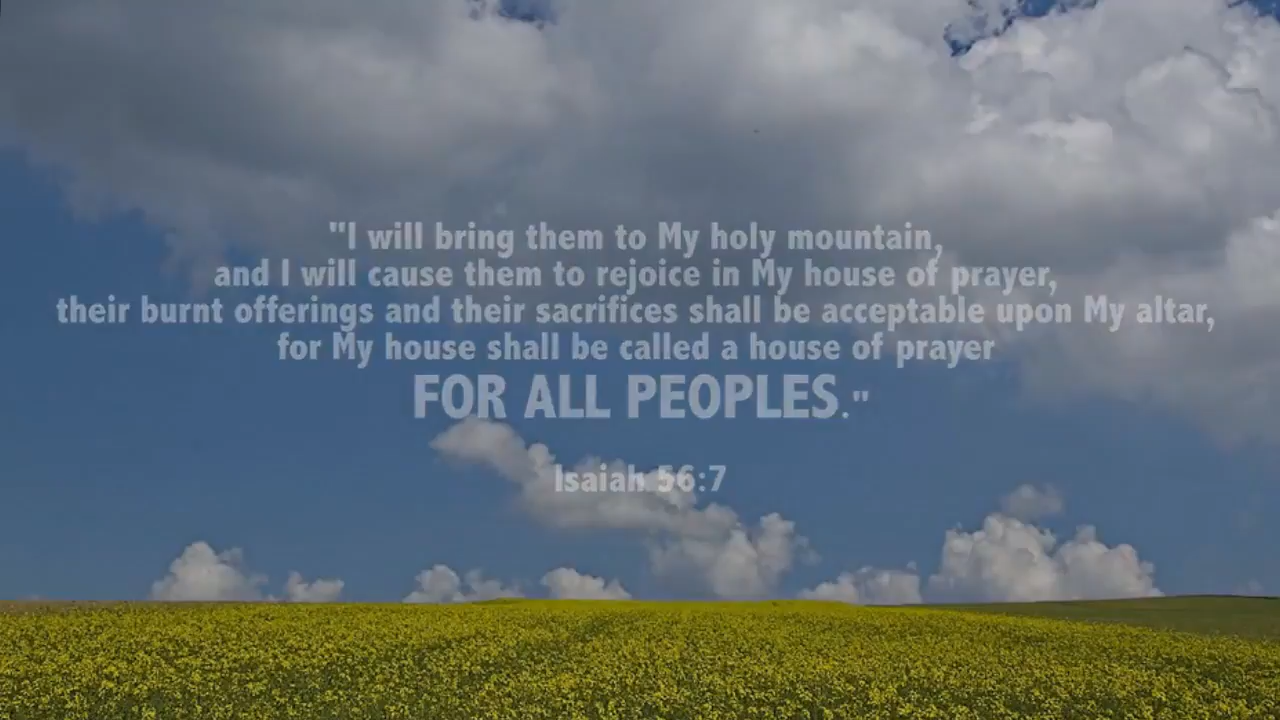 "I will bring them to My holy mountain,
and I will cause them to rejoice in My house of prayer,
their burnt offerings and their sacrifices shall be acceptable upon My altar,
for My house shall be called a house of prayer
FOR ALL PEOPLES."
Isaiah 56:7